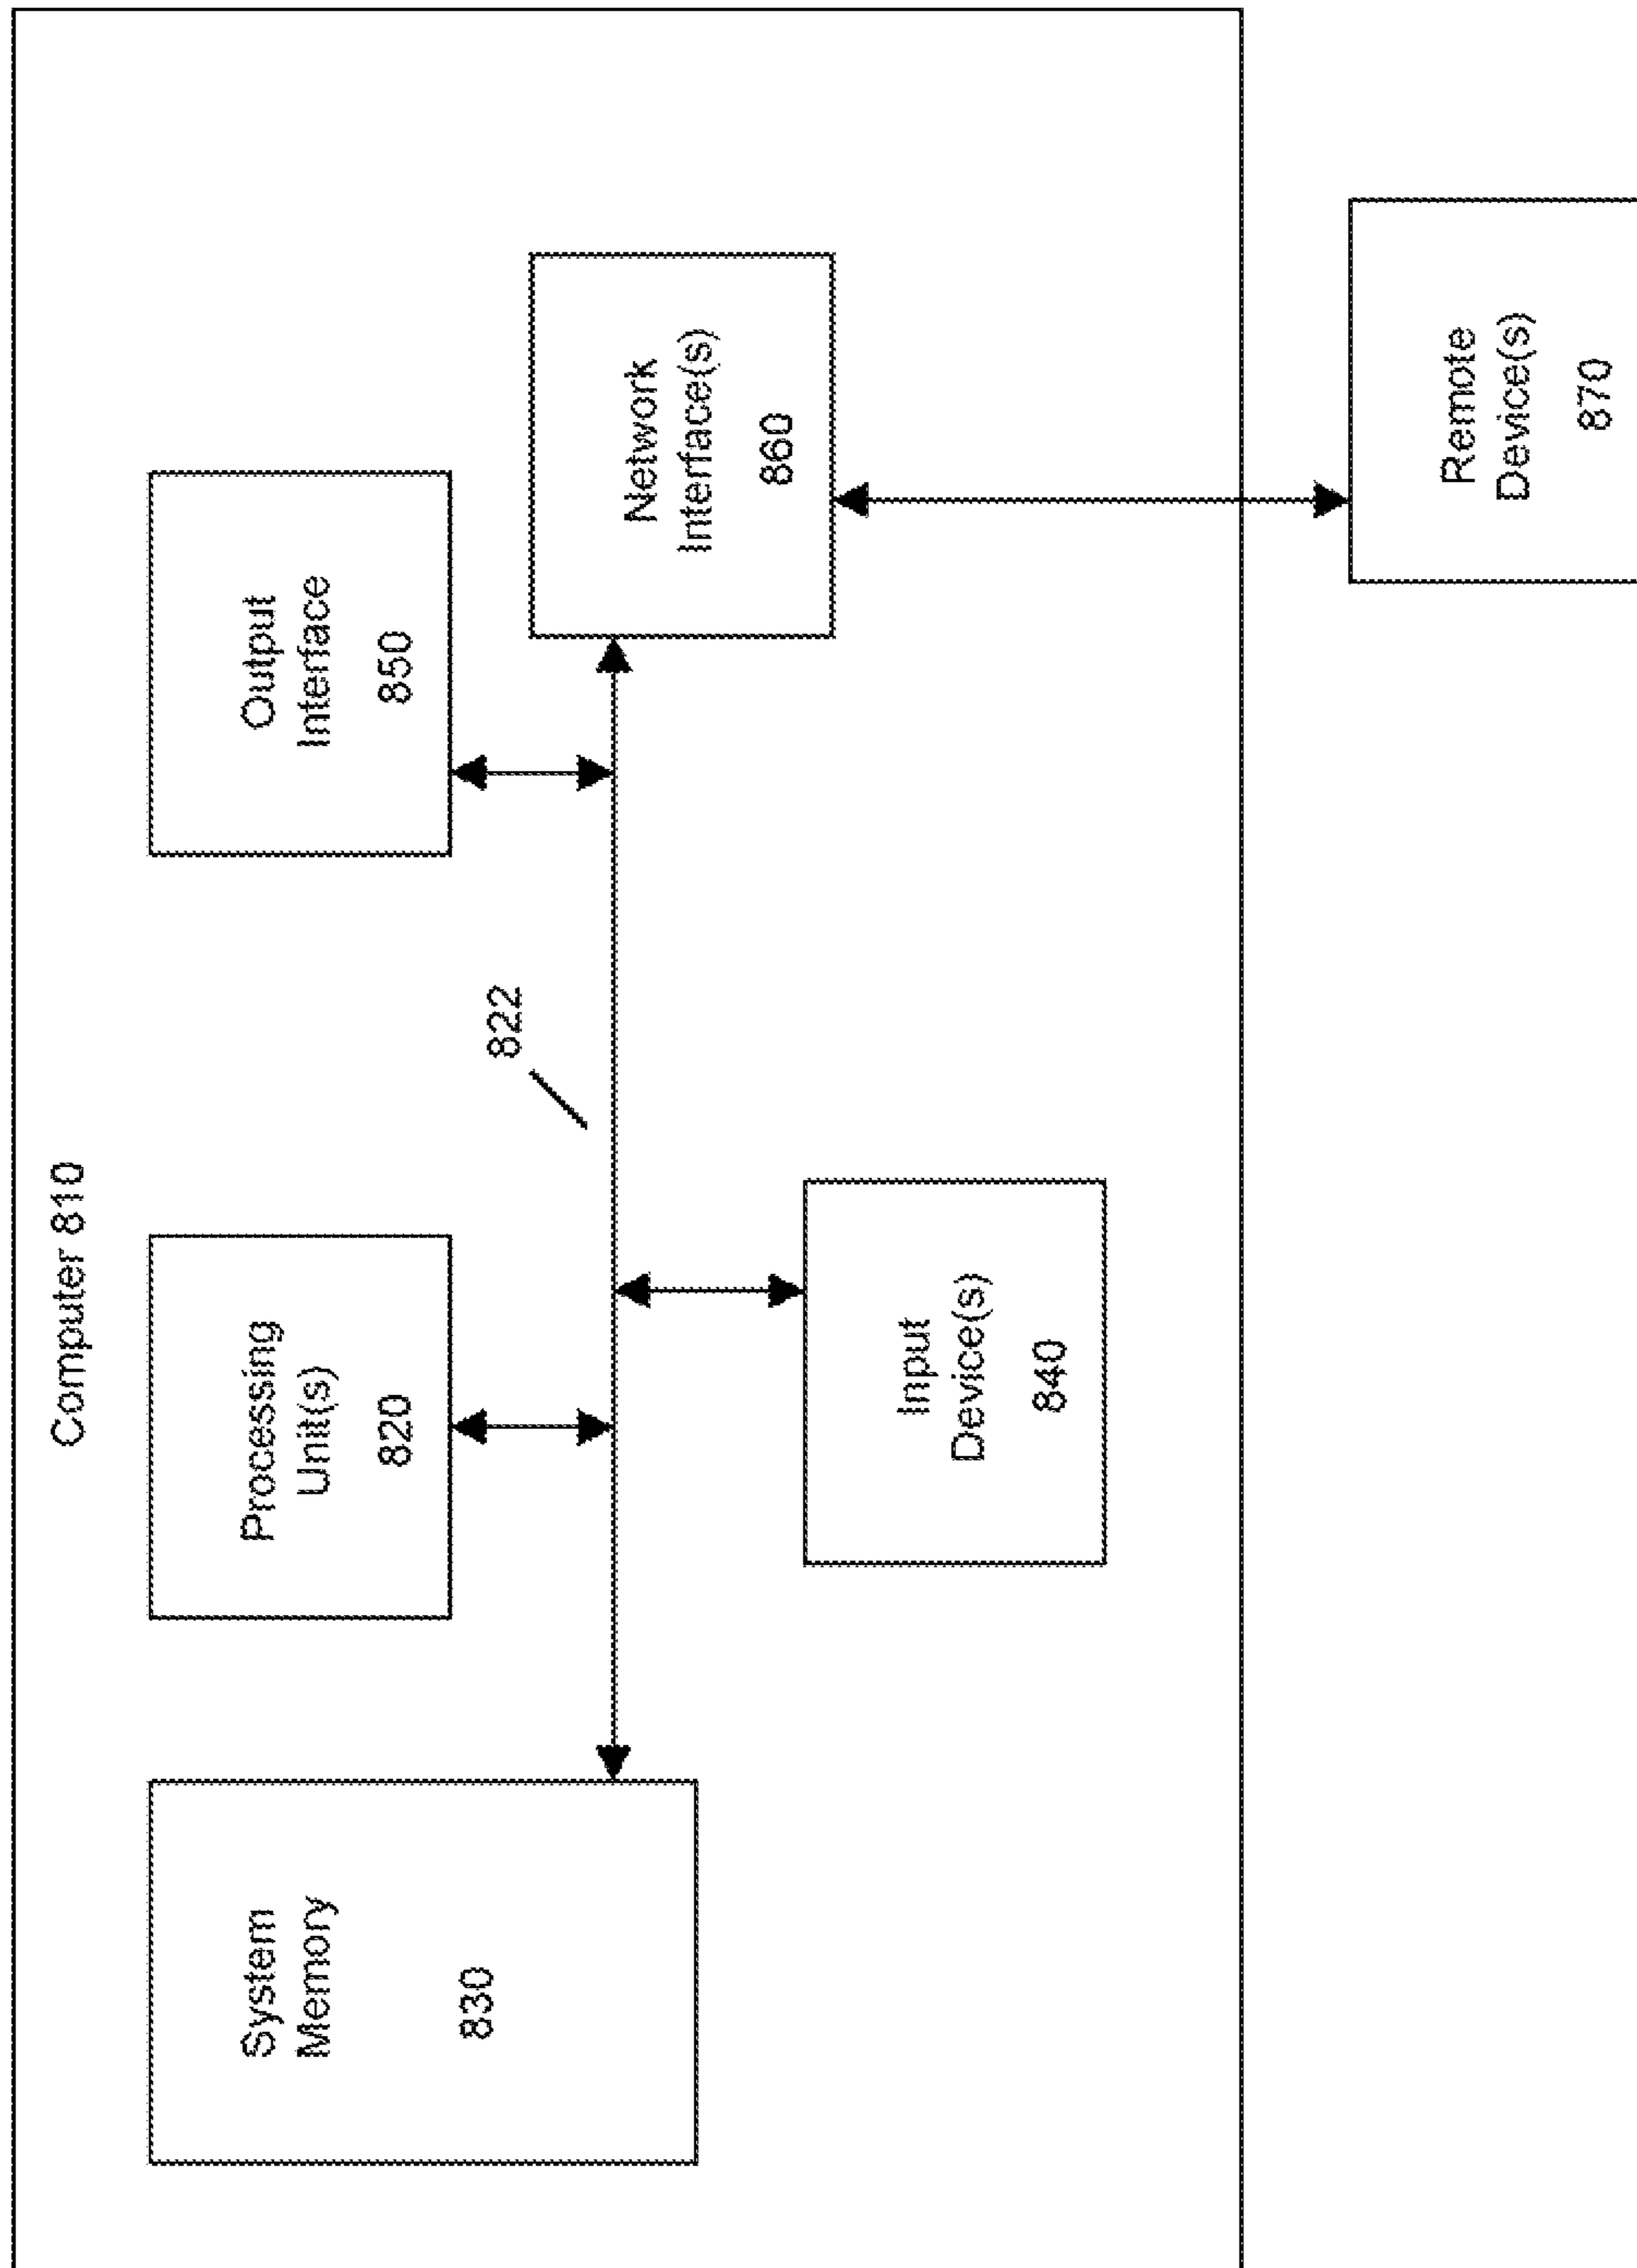 Computer 810
System
Memory
830
Processing
Unit(s)
820
822
Output
Interface
850
Input
Device(s)
840
Network
Interface(s)
860
Remote
Device(s)
870